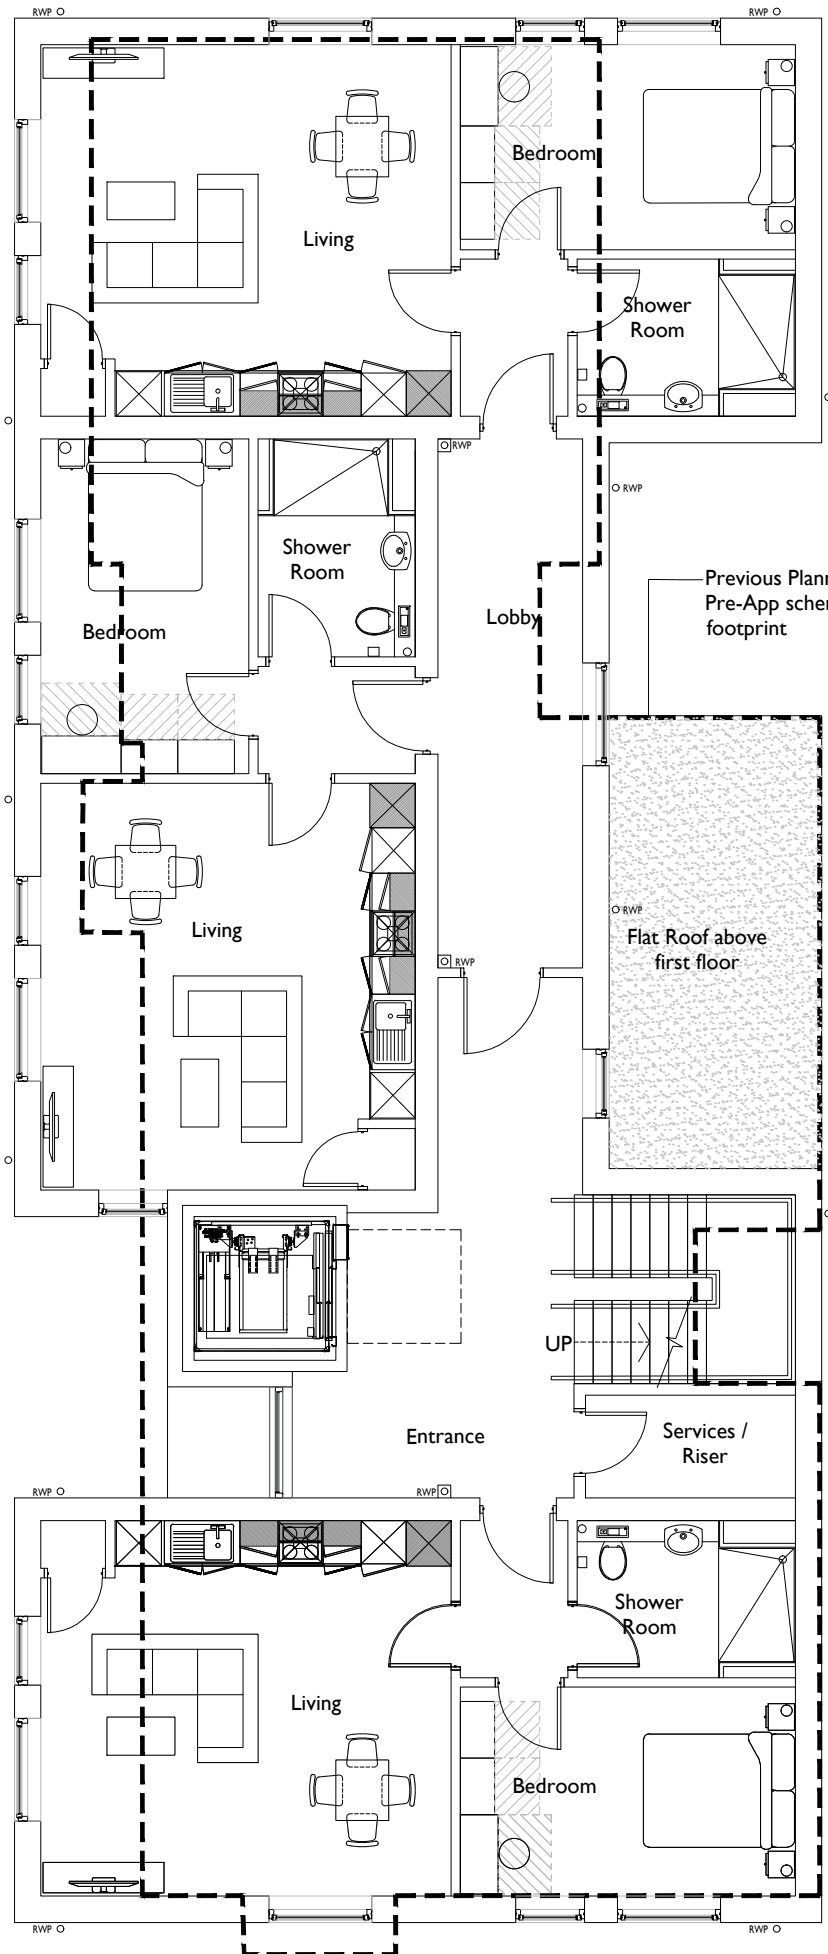 RWP
RWP
Bedroom
Living
Shower
Room
RWP
RWP
Shower
Room
Previous Plann
Pre-App scher
footprint
Lobby
Bedroom
RWP
Living
Flat Roof above
first floor
RWP
UP
Entrance
Services /
Riser
RWP
RWP
Shower
Room
Living
Bedroom
RWP
RWP